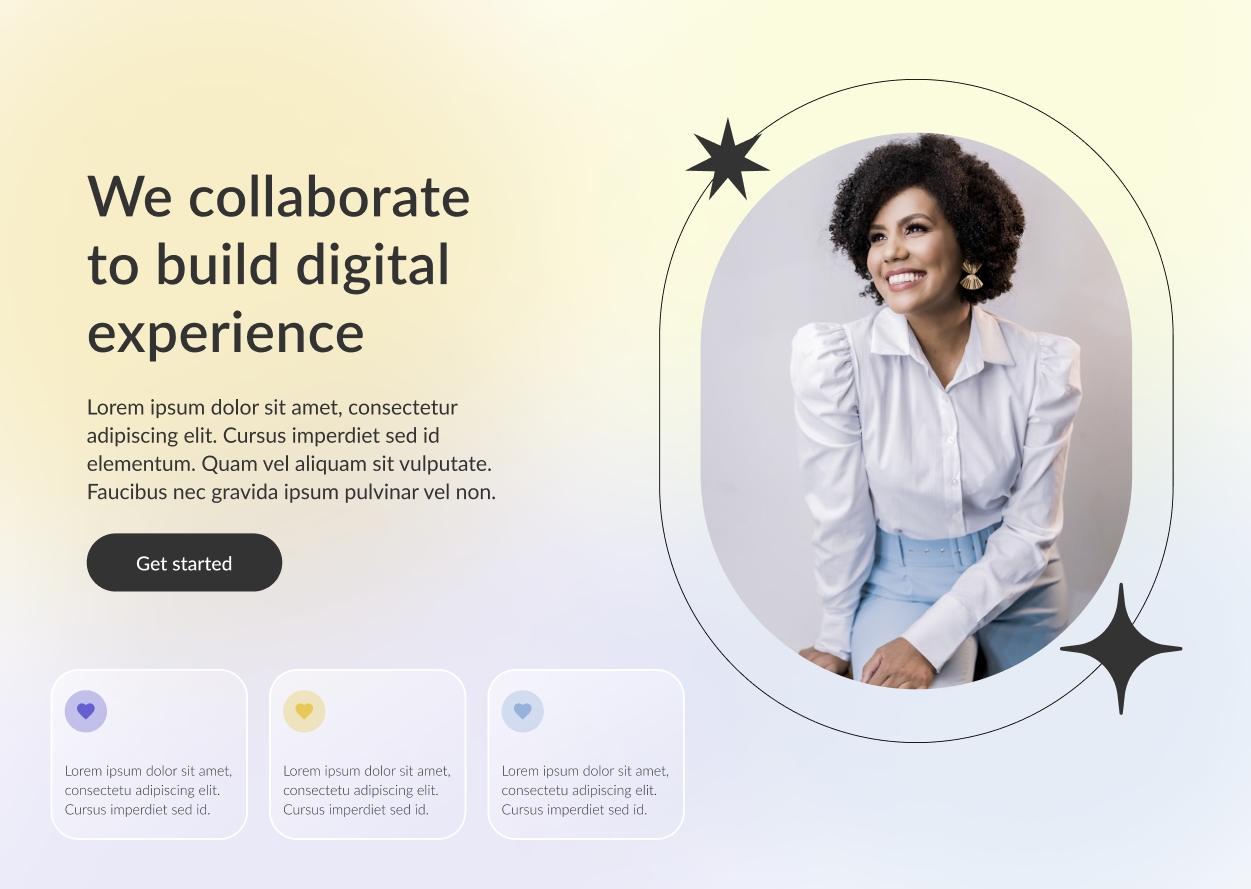 We collaborate
to build digital
experience
Lorem ipsum dolor sit amet, consectetur
adipiscing elit. Cursus imperdiet sed id
elementum. Quam vel aliquam sit vulputate.
Faucibus nec gravida ipsum pulvinar vel non.
Get started
Lorem ipsum dolor sit amet,
consectetu adipiscing elit.
Cursus imperdiet sed id.
Lorem ipsum dolor sit amet,
consectetu adipiscing elit.
Cursus imperdiet sed id.
Lorem ipsum dolor sit amet,
consectetu adipiscing elit.
Cursus imperdiet sed id.